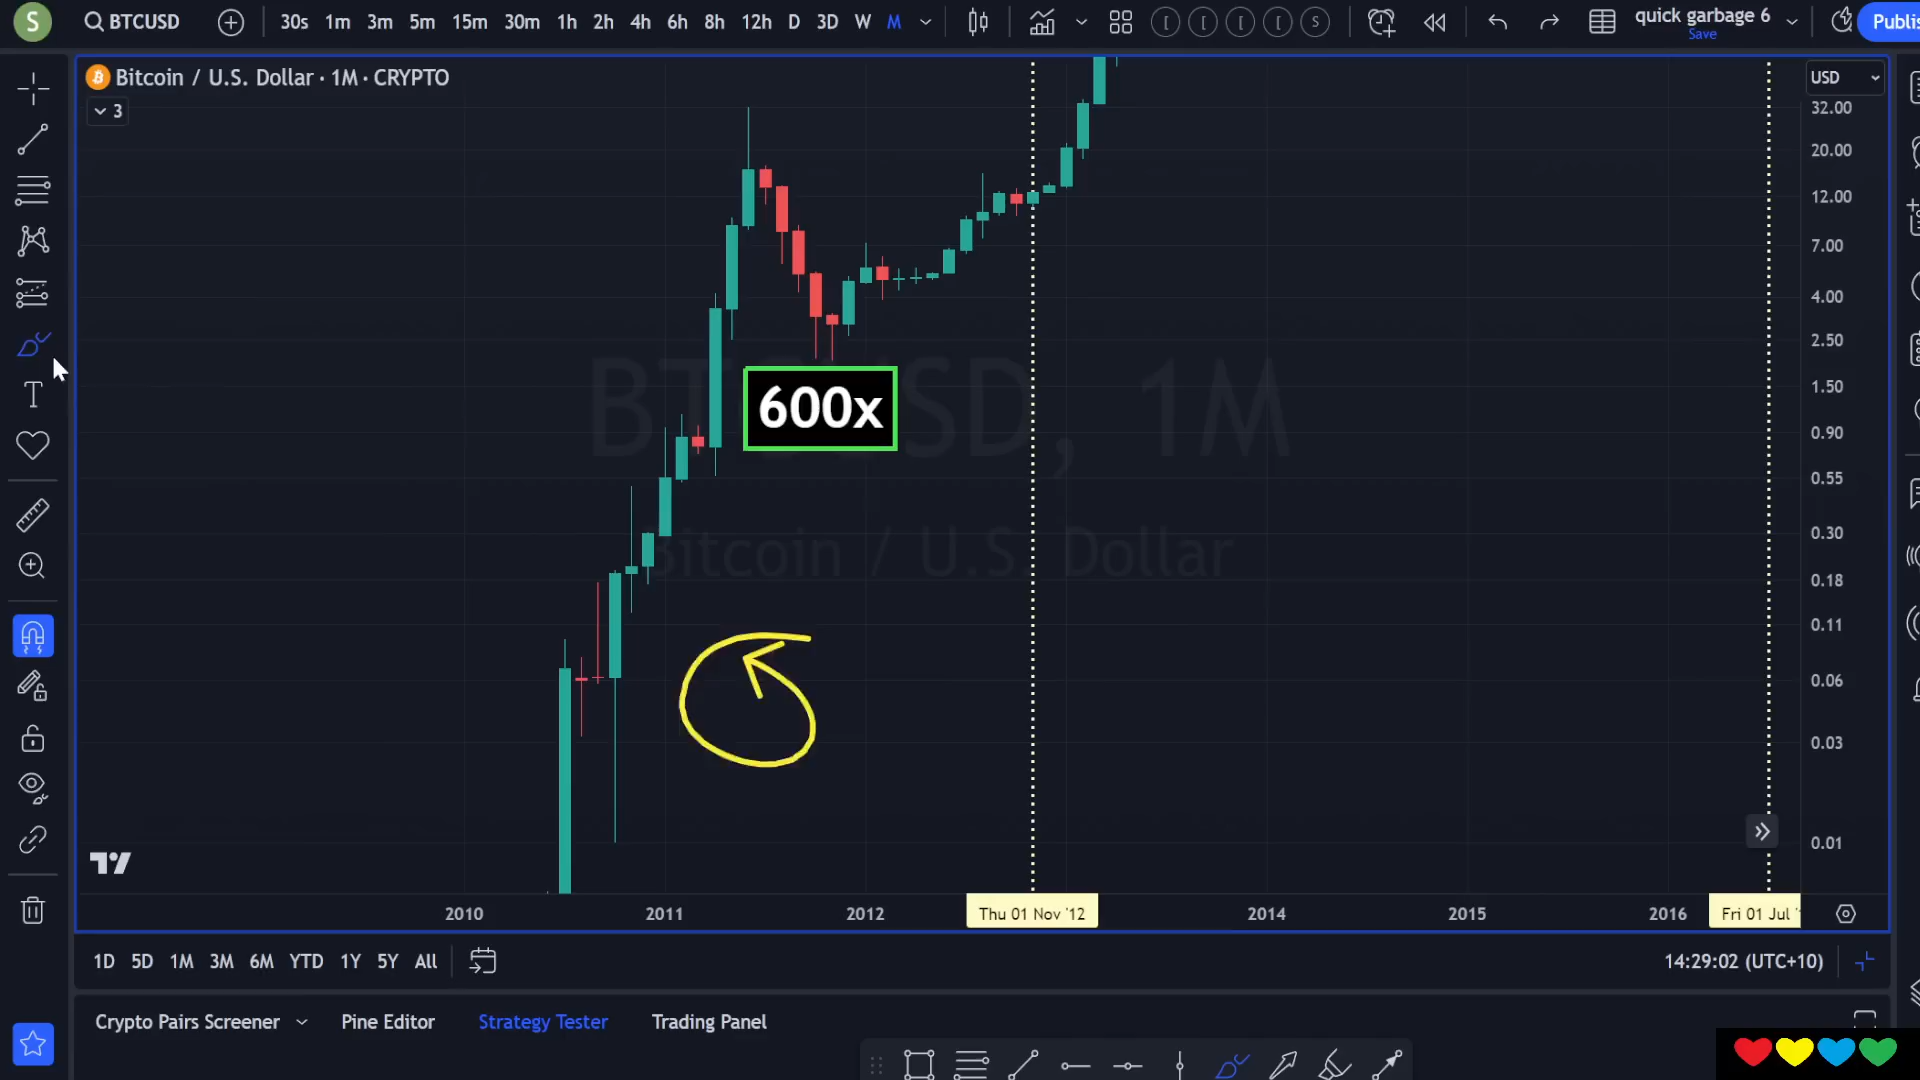 S
BTCUSD
30s 1m 3m 5m 15m 30m 1h 2h 4h 6h 8h 12h D 3D W M
S
quick garbage 6
Save
Publis
Bitcoin / U.S. Dollar · 1M · CRYPTO
3
USD
32.00
20.00
12.00
7.00
4.00
2.50
1.50
0.90
0.55
0.30
0.18
0.11
0.06
0.03
0.01
BTCUSD, 1M
Bitcoin / U.S. Dollar
600x
2010 2011 2012 Thu 01 Nov '12 2014 2015 2016 Fri 01 Jul '
1D 5D 1M 3M 6M YTD 1Y 5Y All
14:29:02 (UTC+10)
Crypto Pairs Screener Pine Editor Strategy Tester Trading Panel